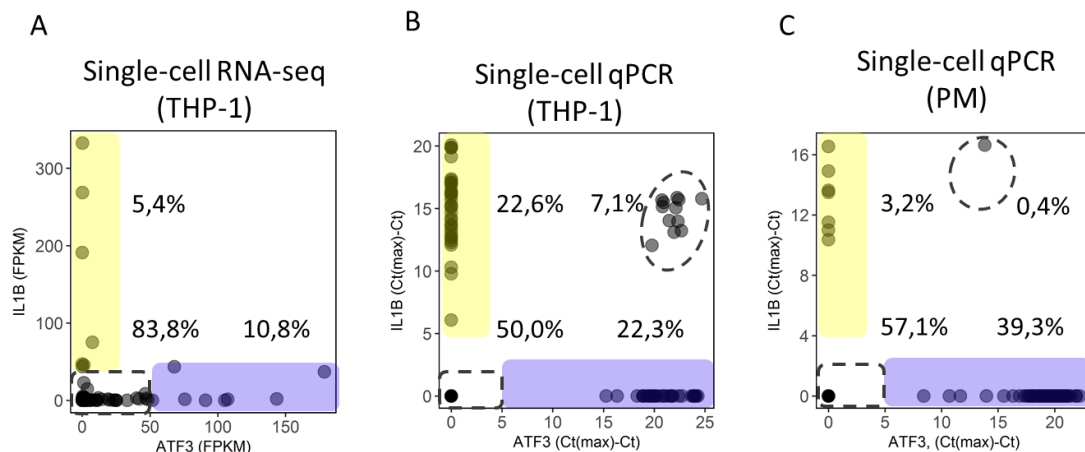 A
Single-cell RNA-seq
(THP-1)
IL1B (FPKM)
300
200
100
0
5,4%
83,8%
10,8%
0
50
100
150
ATF3 (FPKM)
B
Single-cell qPCR
(THP-1)
IL1B (Ct(max)-Ct)
20
15
10
5
0
22,6%
7,1%
50,0%
22,3%
0
5
10
15
20
25
ATF3 (Ct(max)-Ct)
C
Single-cell qPCR
(PM)
IL1B (Ct(max)-Ct)
16
12
8
4
0
3,2%
0,4%
57,1%
39,3%
0
5
10
15
20
ATF3, (Ct(max)-Ct)